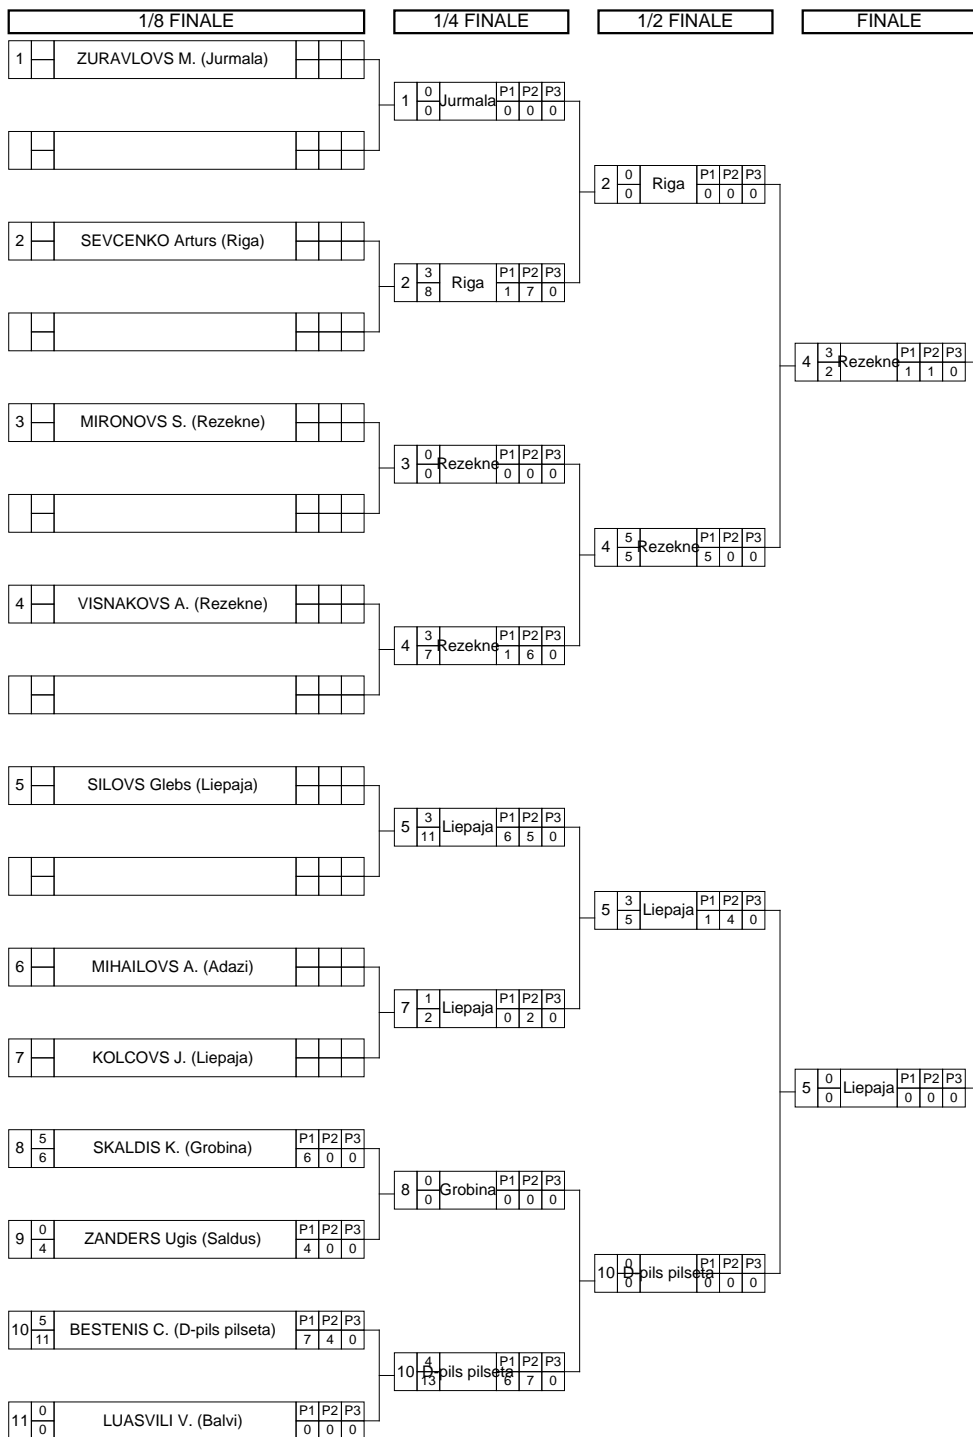 1/8 FINALE 1/4 FINALE 1/2 FINALE FINALE
1 ZURAVLOVS M. (Jurmala)
1 0 0 Jurmala P1 P2 P3 0 0 0
2 0 0 Riga P1 P2 P3 0 0 0
2 SEVCENKO Arturs (Riga)
2 3 8 Riga P1 P2 P3 1 7 0
4 3 2 Rezekne P1 P2 P3 1 1 0
3 MIRONOVS S. (Rezekne)
3 0 0 Rezekne P1 P2 P3 0 0 0
4 5 5 Rezekne P1 P2 P3 5 0 0
4 VISNAKOVS A. (Rezekne)
4 3 7 Rezekne P1 P2 P3 1 6 0
5 SILOVS Glebs (Liepaja)
5 3 11 Liepaja P1 P2 P3 6 5 0
5 3 5 Liepaja P1 P2 P3 1 4 0
6 MIHAILOVS A. (Adazi)
7 1 2 Liepaja P1 P2 P3 0 2 0
7 KOLCOVS J. (Liepaja)
5 0 0 Liepaja P1 P2 P3 0 0 0
8 5 6 SKALDIS K. (Grobina) P1 P2 P3 6 0 0
8 0 0 Grobina P1 P2 P3 0 0 0
9 0 4 ZANDERS Ugis (Saldus) P1 P2 P3 4 0 0
10 0 0 D-pils pilseta P1 P2 P3 0 0 0
10 5 11 BESTENIS C. (D-pils pilseta) P1 P2 P3 7 4 0
10 4 13 D-pils pilseta P1 P2 P3 6 7 0
11 0 0 LUASVILI V. (Balvi) P1 P2 P3 0 0 0